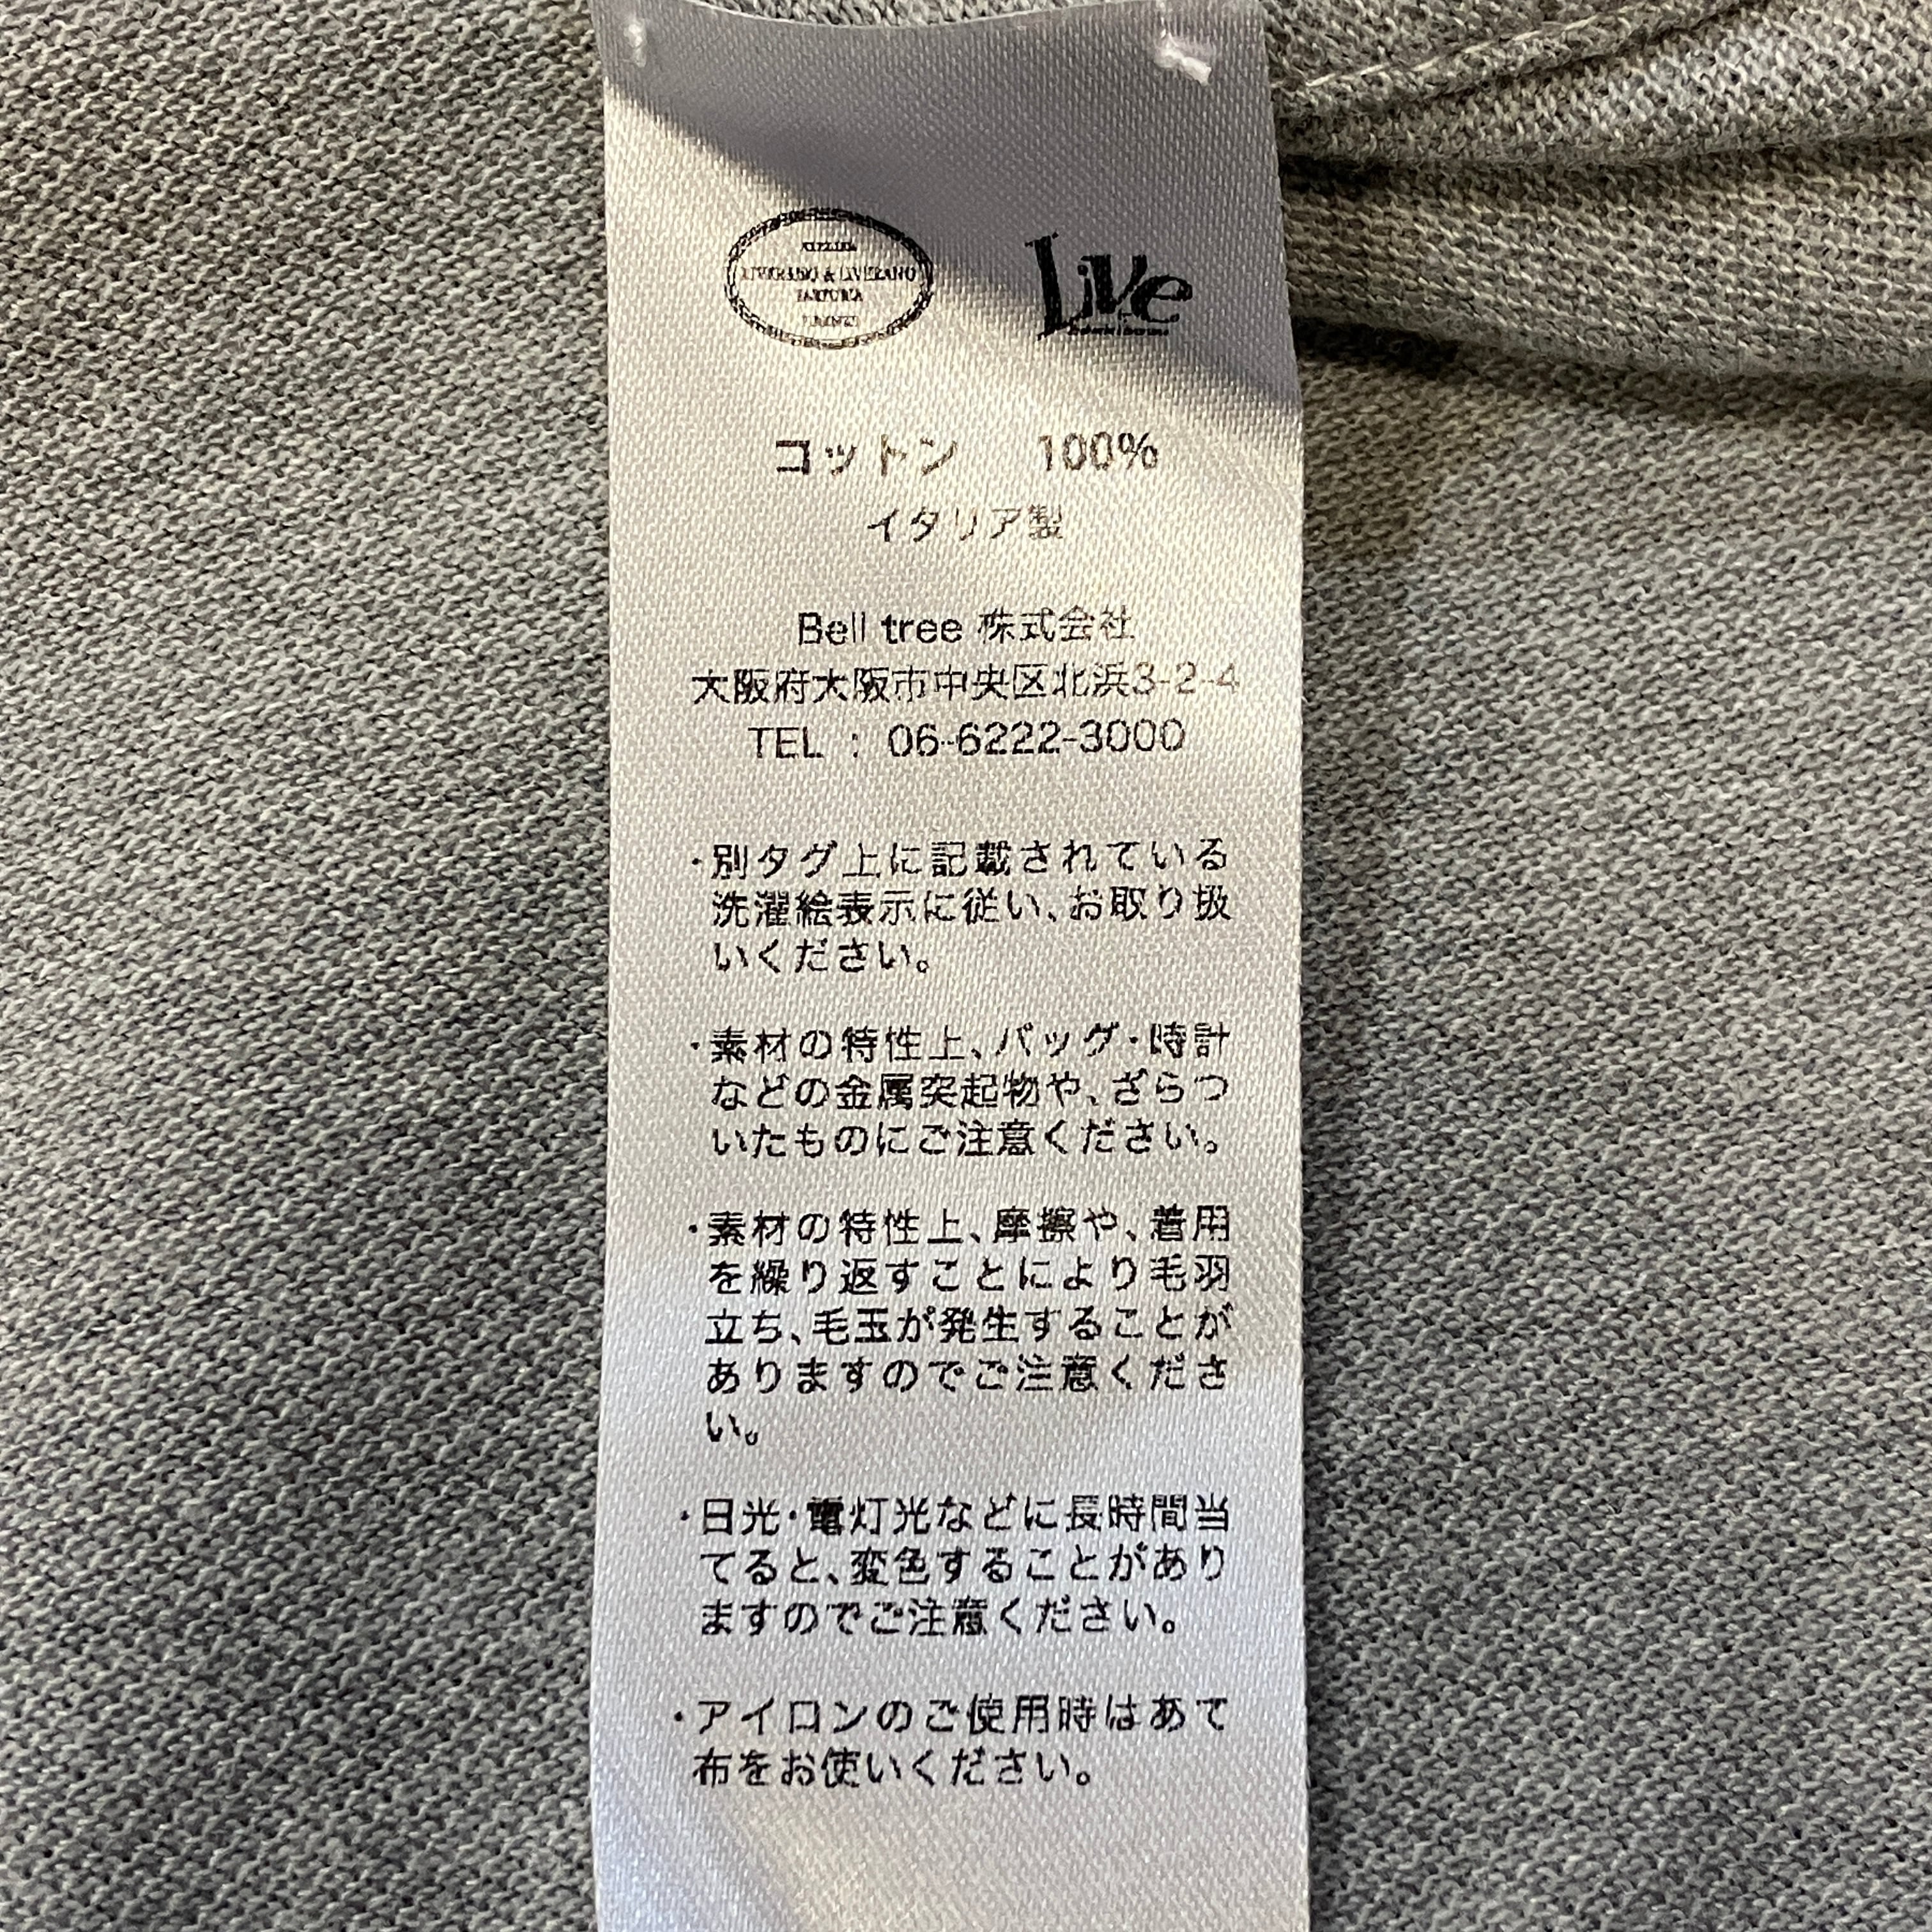 LIVERANO & LIVERANO
Live
コットン 100%
イタリア製
Bell tree 株式会社
大阪府大阪市中央区北浜3-2-4
TEL : 06-6222-3000
・別タグ上に記載されている
洗濯絵表示に従い、お取り扱
いください。
・素材の特性上、バッグ・時計
などの金属突起物や、ざらつ
いたものにご注意ください。
・素材の特性上、摩擦や、着用
を繰り返すことにより毛羽
立ち、毛玉が発生することが
ありますのでご注意くださ
い。
・日光・電灯光などに長時間当
てると、変色することがあり
ますのでご注意ください。
・アイロンのご使用時はあて
布をお使いください。